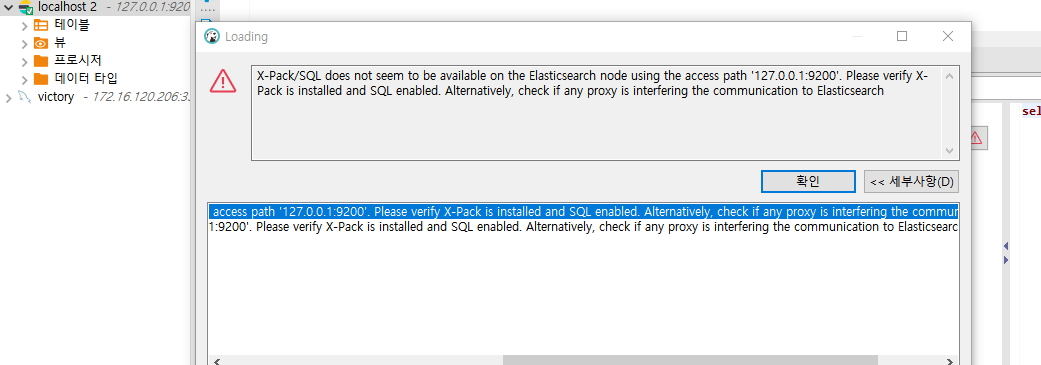 localhost 2 - 127.0.0.1:920
테이블
뷰
프로시저
데이터 타입
victory - 172.16.120.206:3
Loading
X-Pack/SQL does not seem to be available on the Elasticsearch node using the access path '127.0.0.1:9200'. Please verify X-
Pack is installed and SQL enabled. Alternatively, check if any proxy is interfering the communication to Elasticsearch
확인
<< 세부사항(D)
access path '127.0.0.1:9200'. Please verify X-Pack is installed and SQL enabled. Alternatively, check if any proxy is interfering the commur
1:9200'. Please verify X-Pack is installed and SQL enabled. Alternatively, check if any proxy is interfering the communication to Elasticsearc
sel